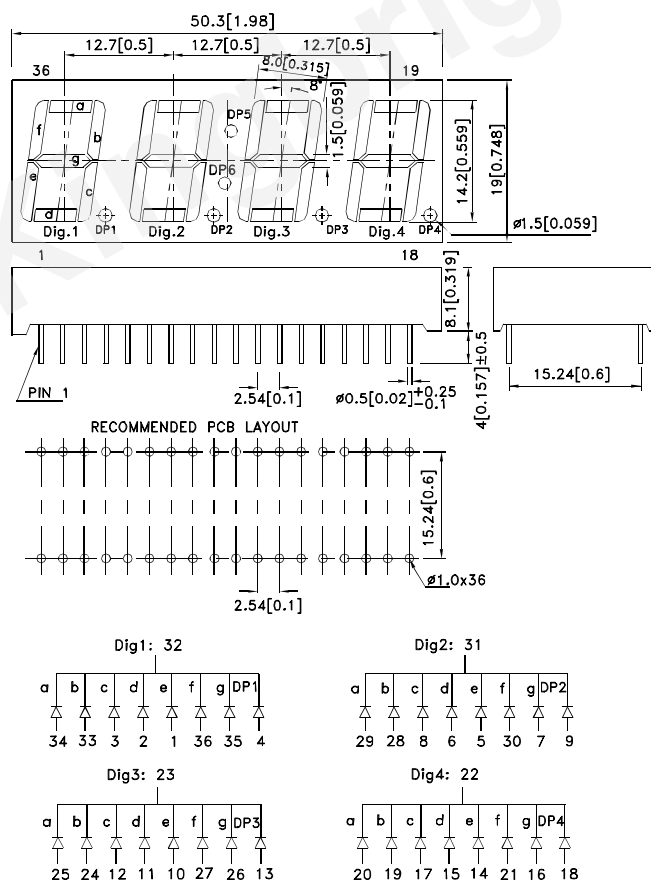 50.3[1.98]
12.7[0.5] 12.7[0.5] 12.7[0.5]
8.0[0.315]
36 19
8°
a
DP5
f b
1.5[0.059]
g
DP6
e c
14.2[0.559]
19[0.748]
d
Dig.1 DP1 Dig.2 DP2 Dig.3 DP3 Dig.4 DP4
ø1.5[0.059]
1 18
8.1[0.319]
PIN 1
2.54[0.1]
ø0.5[0.02]+0.25
-0.1
4[0.157]±0.5
15.24[0.6]
RECOMMENDED PCB LAYOUT
15.24[0.6]
ø1.0x36
2.54[0.1]
Dig1: 32
a b c d e f g DP1
34 33 3 2 1 36 35 4
Dig2: 31
a b c d e f g DP2
29 28 8 6 5 30 7 9
Dig3: 23
a b c d e f g DP3
25 24 12 11 10 27 26 13
Dig4: 22
a b c d e f g DP4
20 19 17 15 14 21 16 18